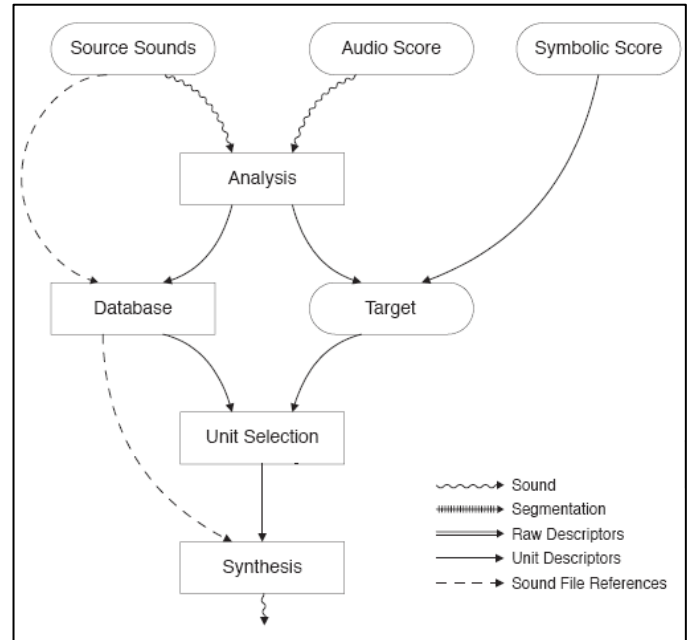 Source Sounds
Audio Score
Symbolic Score
Analysis
Database
Target
Unit Selection
Synthesis
Sound
Segmentation
Raw Descriptors
Unit Descriptors
Sound File References